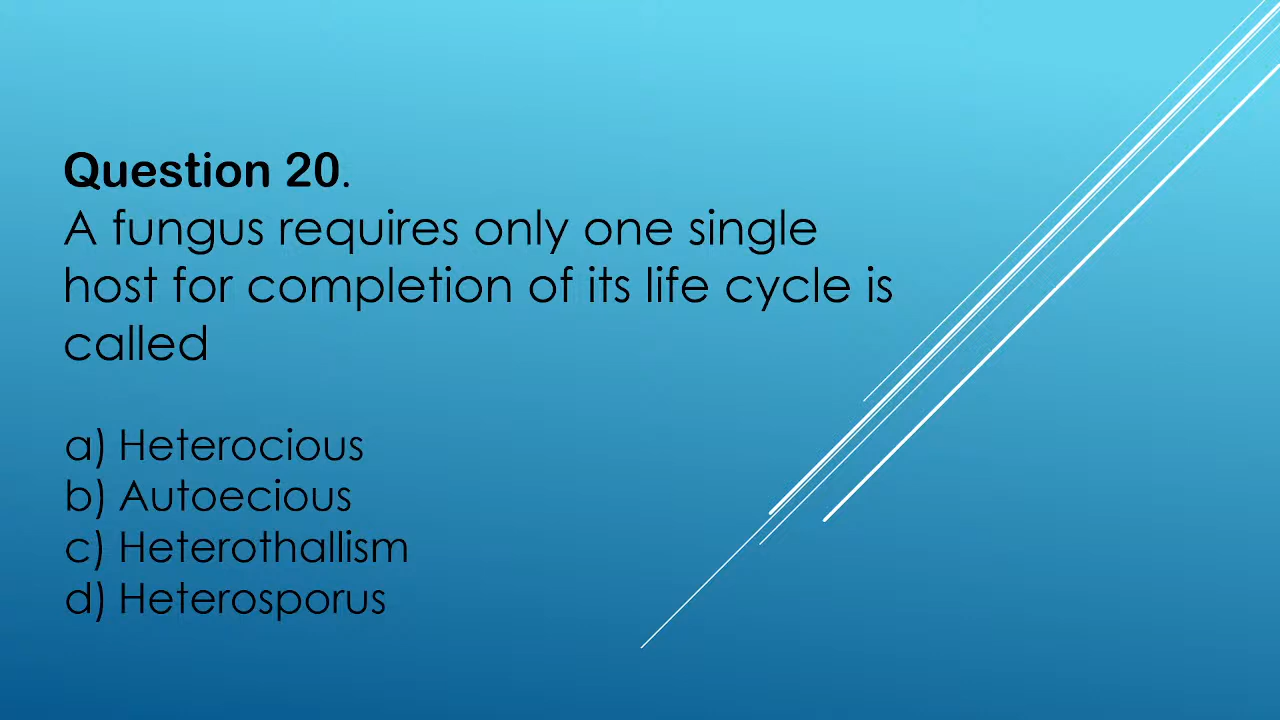 Question 20.
A fungus requires only one single
host for completion of its life cycle is
called
a) Heterocious
b) Autoecious
c) Heterothallism
d) Heterosporus